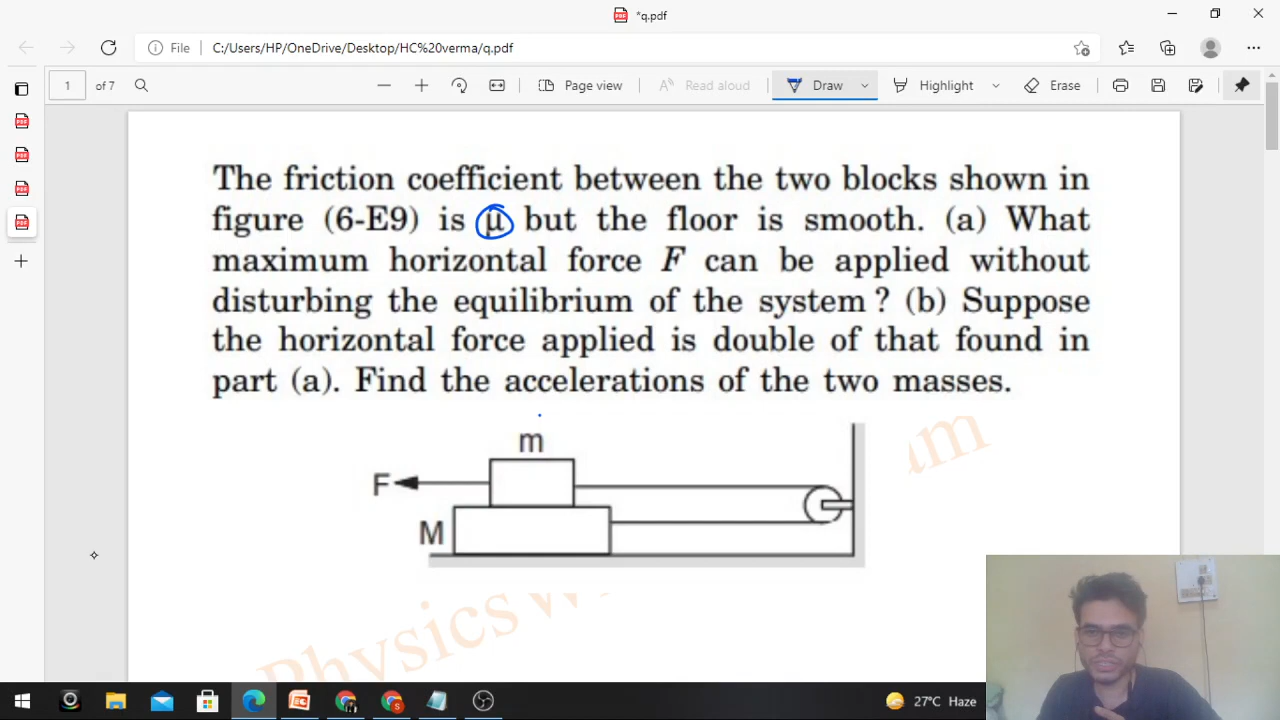 *q.pdf
File C:/Users/HP/OneDrive/Desktop/HC%20verma/q.pdf
1 of 7 Page view Read aloud Draw Highlight Erase
The friction coefficient between the two blocks shown in
figure (6-E9) is μ but the floor is smooth. (a) What
maximum horizontal force F can be applied without
disturbing the equilibrium of the system ? (b) Suppose
the horizontal force applied is double of that found in
part (a). Find the accelerations of the two masses.
m
F
M
27°C Haze